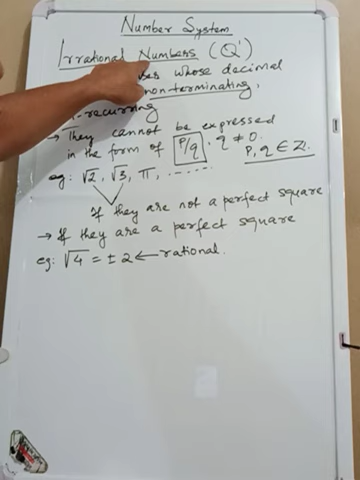 Number System
Irrational Numbers (Q')
whose decimal
non-terminating,
recurring
→ They cannot be expressed
in the form of p/q, q ≠ 0.
P, q ∈ Z.
eg: √2, √3, π, .......
If they are not a perfect square
→ If they are a perfect square
eg: √4 = ± 2 ← rational.